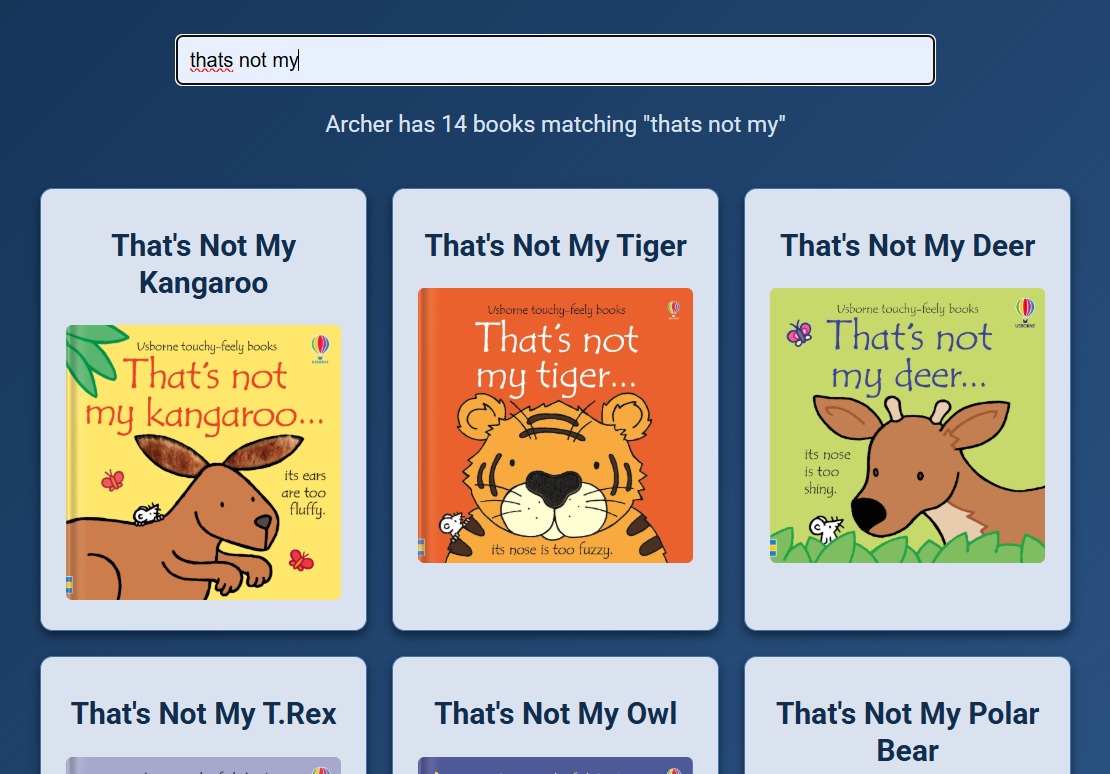 thats not my
Archer has 14 books matching "thats not my"
That's Not My
Kangaroo
Usborne touchy-feely books
That's not
my kangaroo...
its ears
are too
fluffy.
That's Not My Tiger
Usborne touchy-feely books
That's not
my tiger...
its nose is too fuzzy.
That's Not My Deer
Usborne touchy-feely books
USBORNE
That's not
my deer...
its nose
is too
shiny.
That's Not My T.Rex
That's Not My Owl
That's Not My Polar
Bear